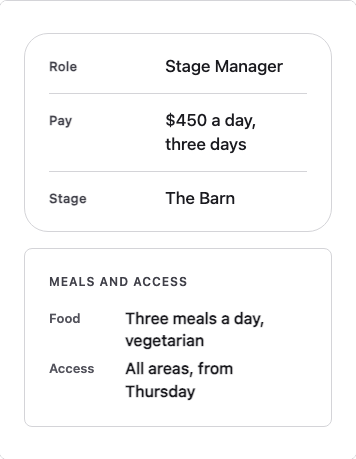 Role Stage Manager
Pay $450 a day,
three days
Stage The Barn
MEALS AND ACCESS
Food Three meals a day,
vegetarian
Access All areas, from
Thursday